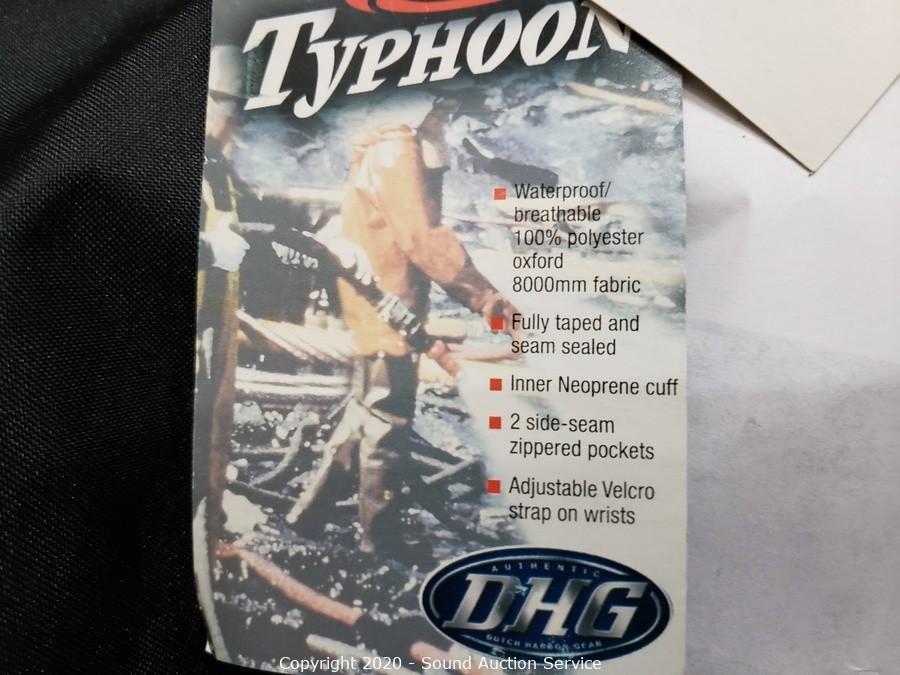 TYPHOON
Waterproof/
breathable
100% polyester
oxford
8000mm fabric
Fully taped and
seam sealed
Inner Neoprene cuff
2 side-seam
zippered pockets
Adjustable Velcro
strap on wrists
AUTHENTIC
DHG
DUTCH HARBOR GEAR
Copyright 2020 - Sound Auction Service